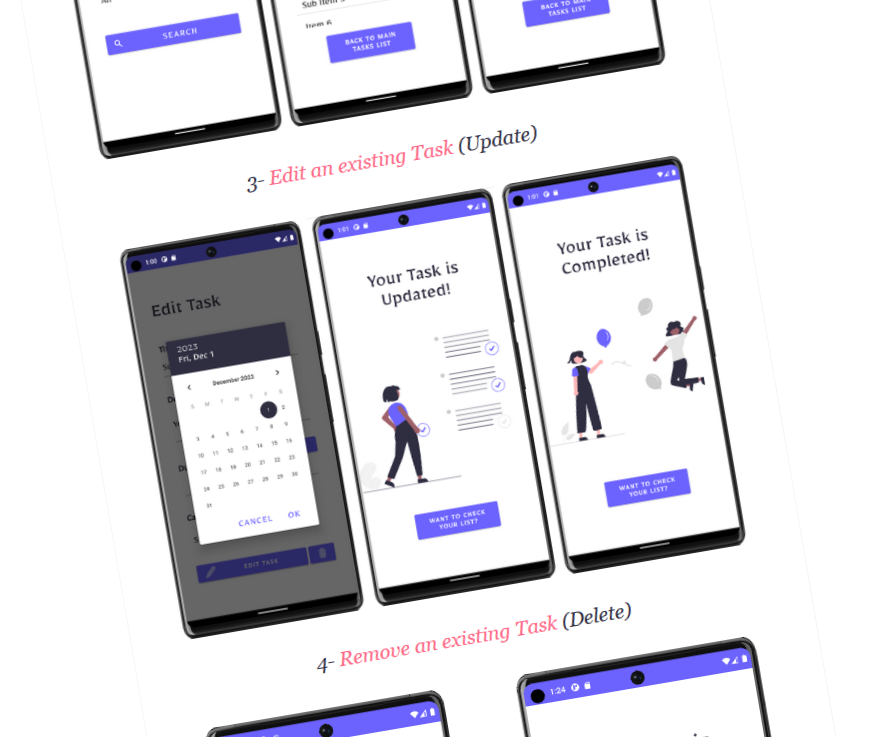 SEARCH
Item 6
BACK TO MAIN
TASKS LIST
BACK TO MAIN
TASKS LIST
3- Edit an existing Task (Update)
1:00
Edit Task
2023
Fri, Dec 1
December 2023
S M T W T F S
1 2
3 4 5 6 7 8 9
10 11 12 13 14 15 16
17 18 19 20 21 22 23
24 25 26 27 28 29 30
31
CANCEL OK
EDIT TASK
1:01
Your Task is
Updated!
WANT TO CHECK
YOUR LIST?
1:01
Your Task is
Completed!
WANT TO CHECK
YOUR LIST?
4- Remove an existing Task (Delete)
1:24